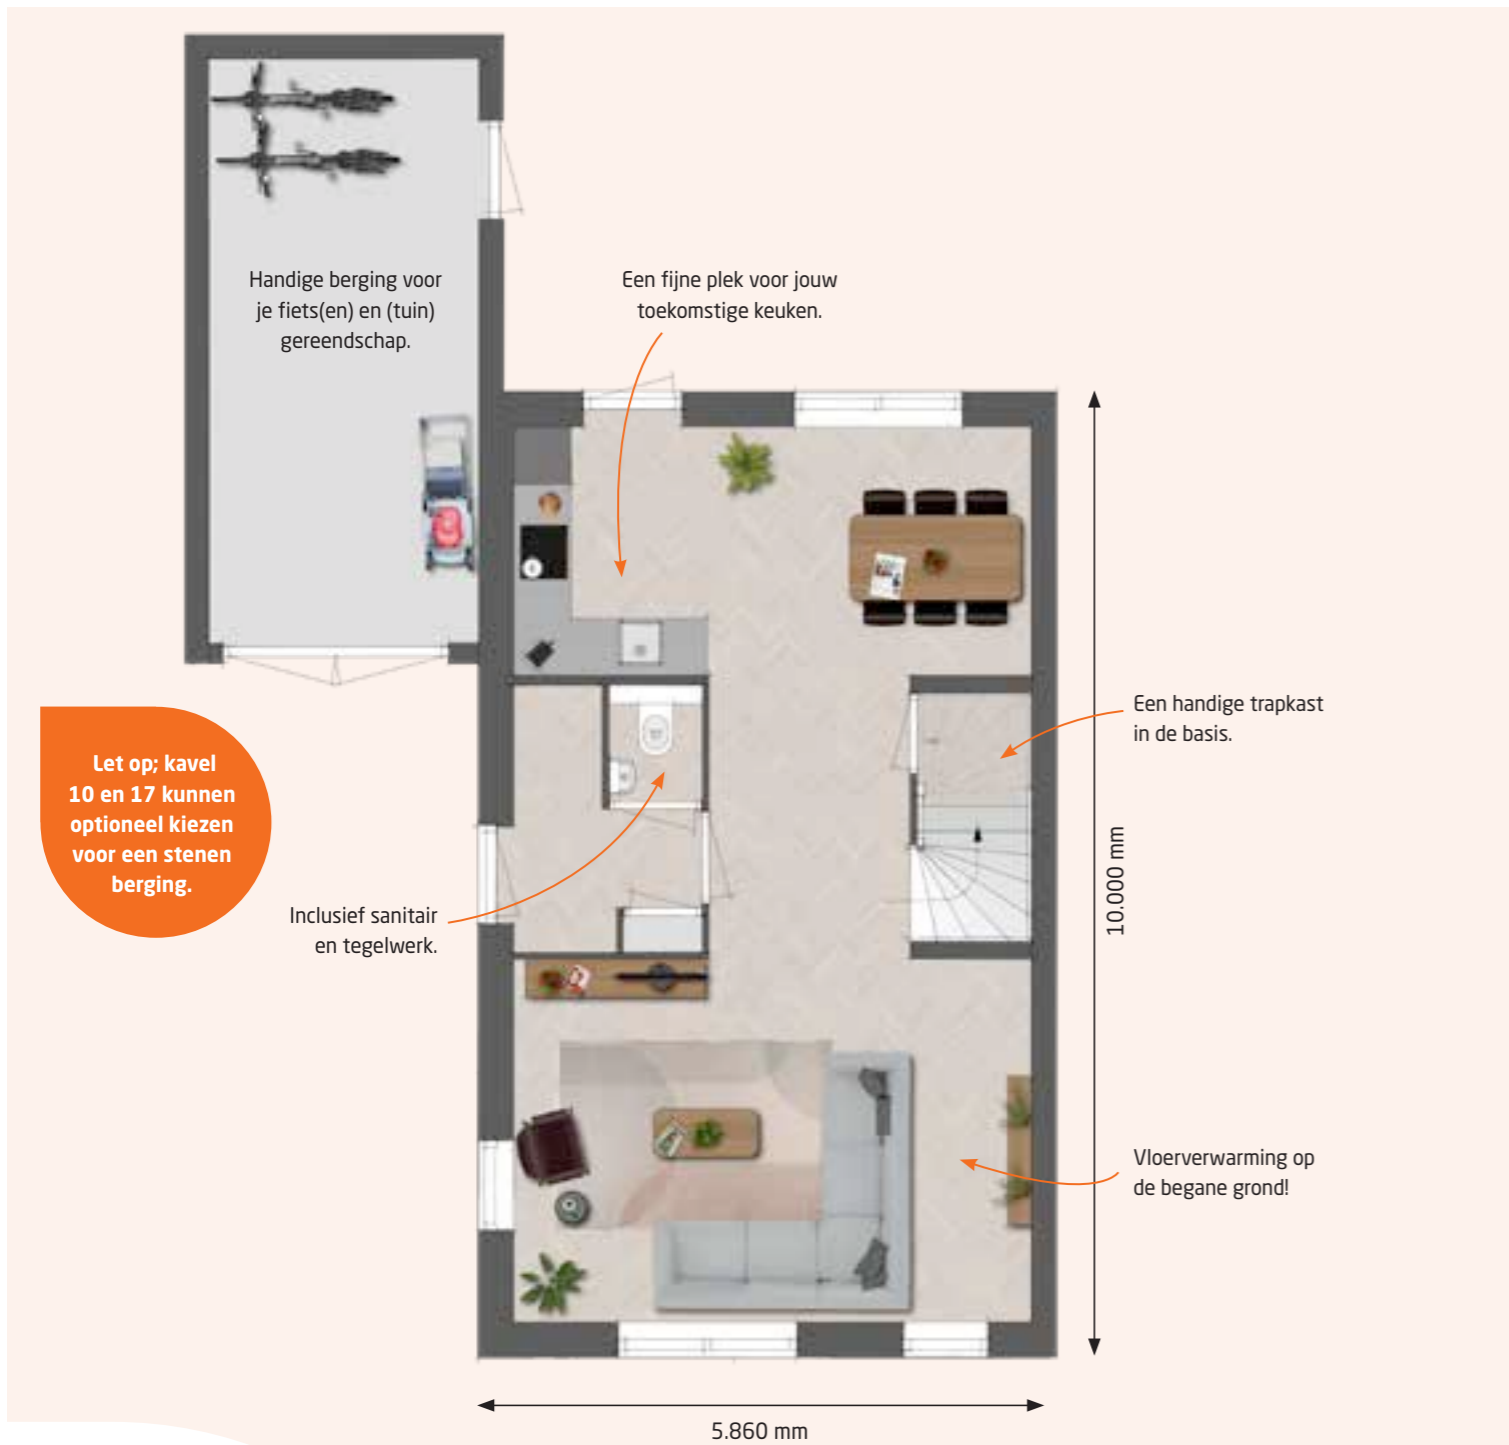 Handige berging voor
je fiets(en) en (tuin)
gereendschap.
Een fijne plek voor jouw
toekomstige keuken.
Een handige trapkast
in de basis.
Let op; kavel
10 en 17 kunnen
optioneel kiezen
voor een stenen
berging.
10.000 mm
Inclusief sanitair
en tegelwerk.
Vloerverwarming op
de begane grond!
5.860 mm